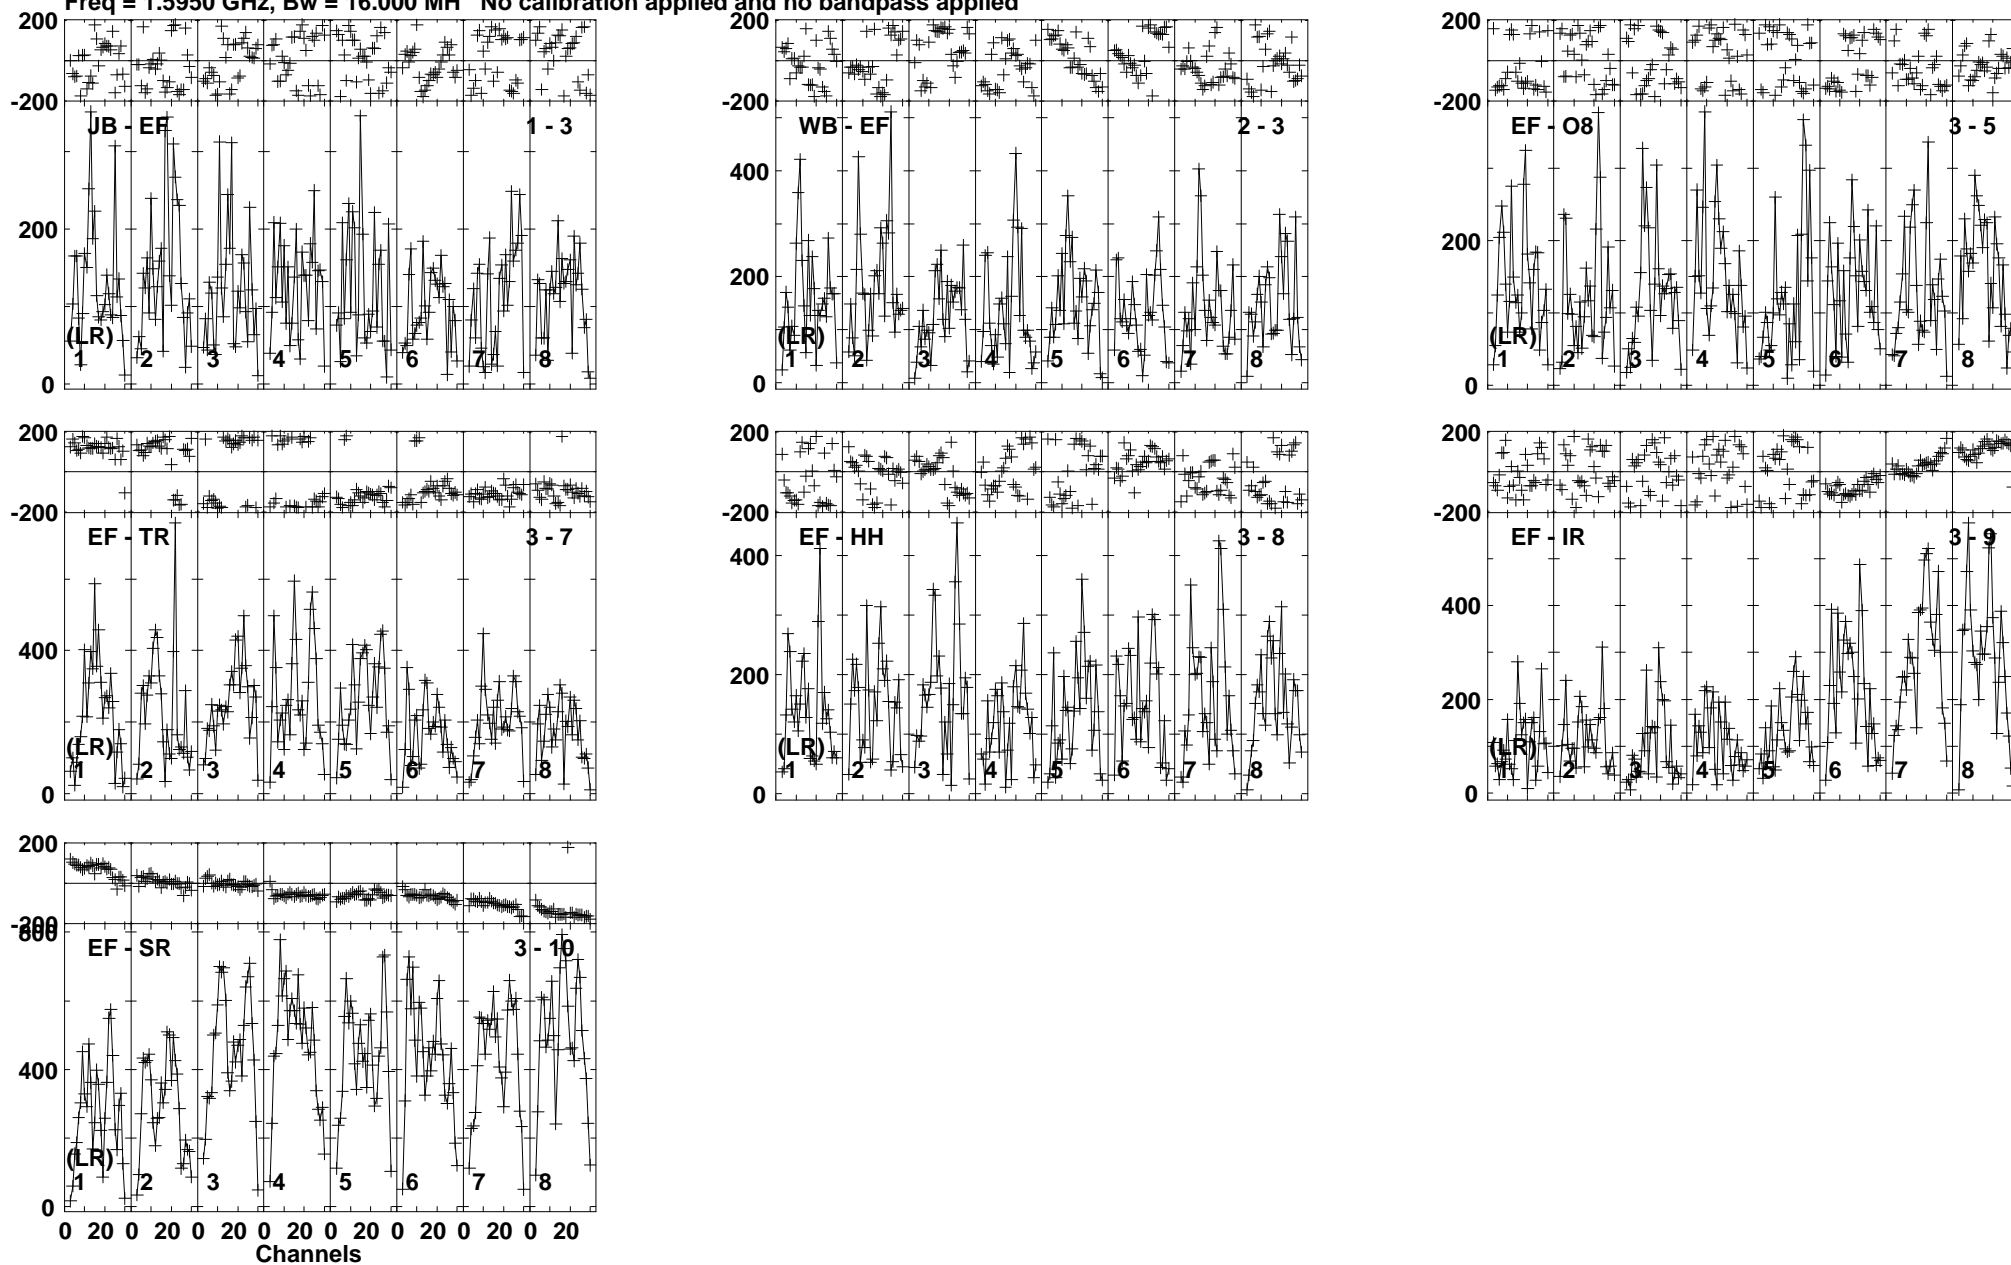 Freq = 1.5950 GHz, Bw = 16.000 MH No calibration applied and no bandpass applied
200
-200
JB - EF
1 - 3
200
0
(LR)
1 2 3 4 5 6 7 8
200
-200
WB - EF
2 - 3
400
200
0
(LR)
1 2 3 4 5 6 7 8
200
-200
EF - O8
3 - 5
200
0
(LR)
1 2 3 4 5 6 7 8
200
-200
EF - TR
3 - 7
400
0
(LR)
1 2 3 4 5 6 7 8
200
-200
EF - HH
3 - 8
400
200
0
(LR)
1 2 3 4 5 6 7 8
200
-200
EF - IR
3 - 9
400
200
0
(LR)
1 2 3 4 5 6 7 8
200
-200
800
EF - SR
3 - 10
400
0
(LR)
1 2 3 4 5 6 7 8
0 20 0 20 0 20 0 20 0 20 0 20 0 20 0 20
Channels